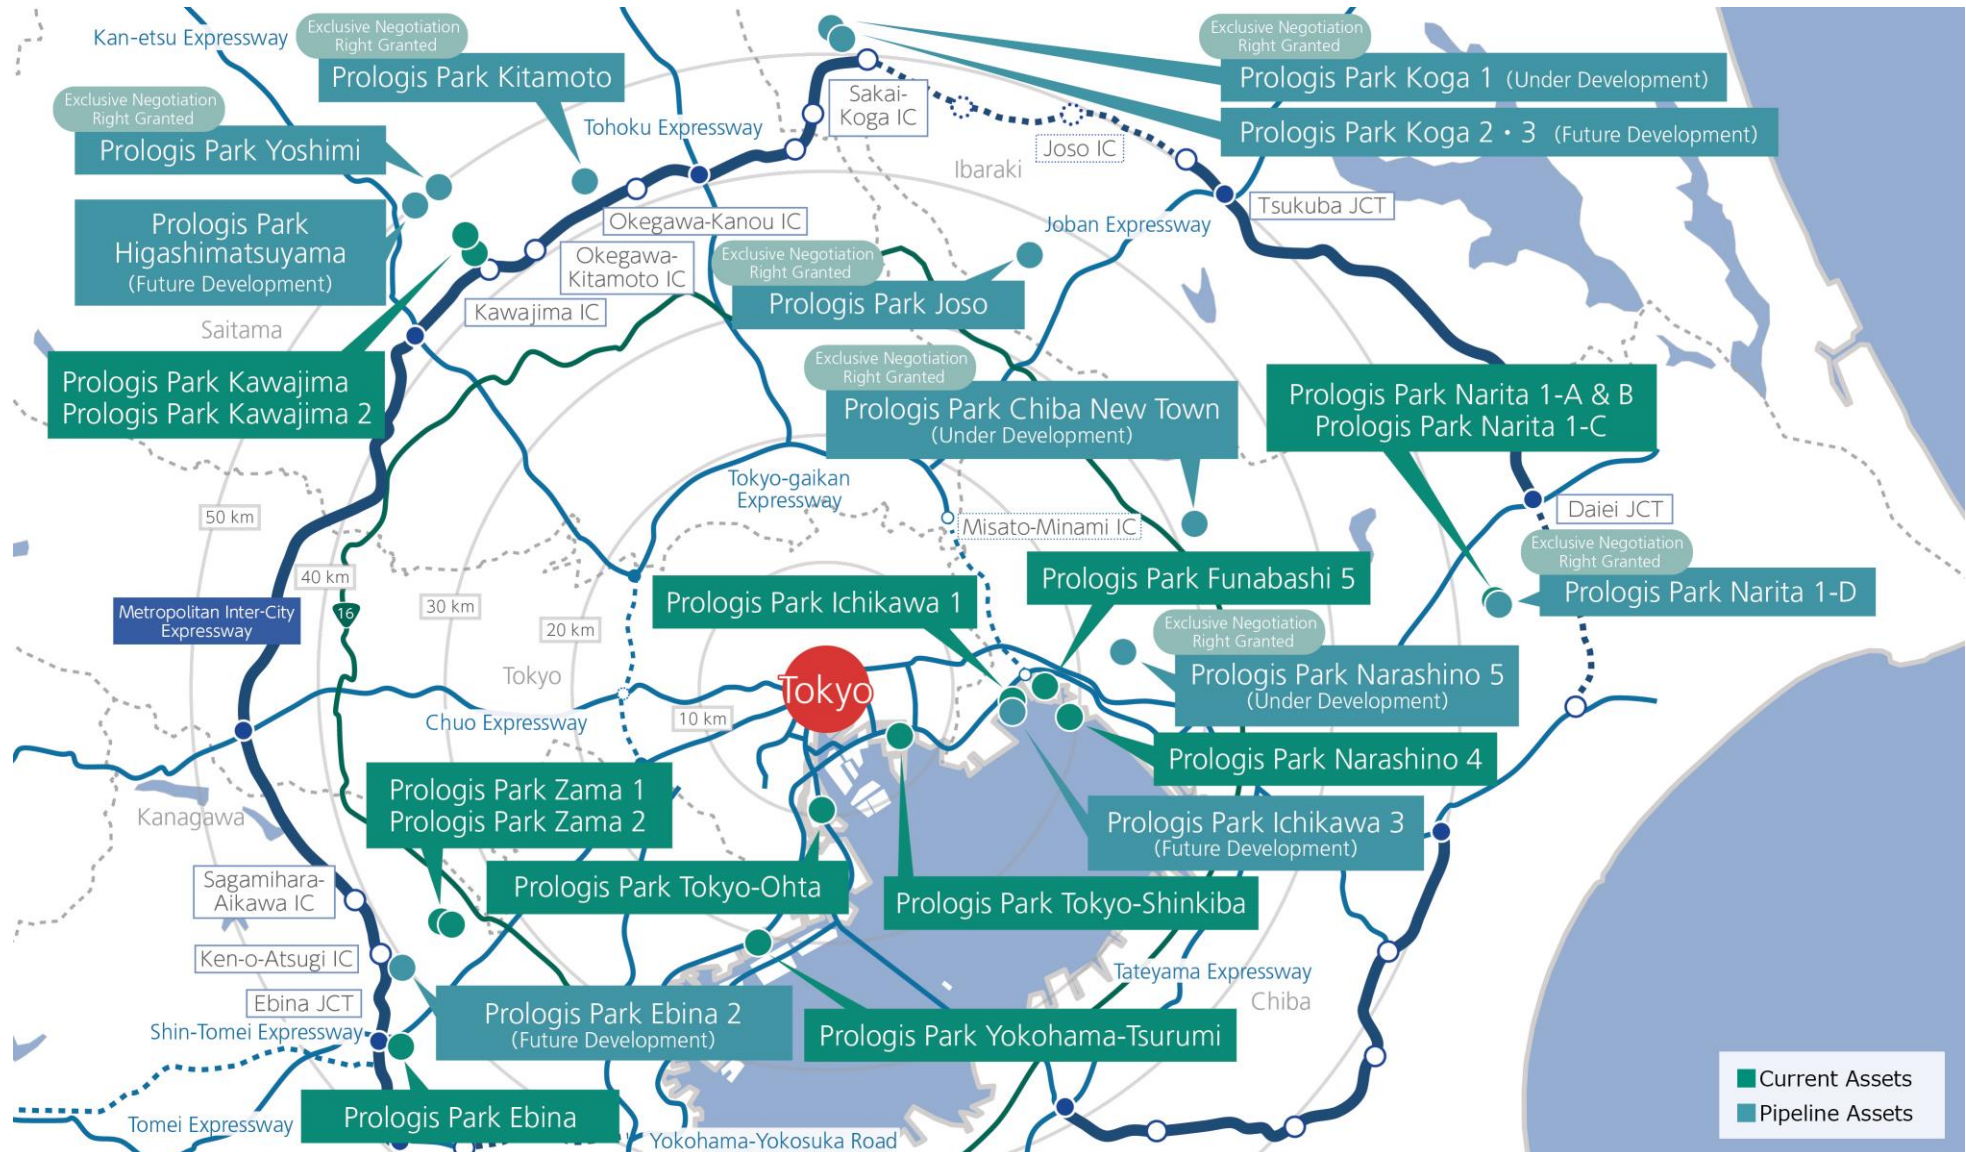 Kan-etsu Expressway
Exclusive Negotiation
Right Granted
Prologis Park Kitamoto
Exclusive Negotiation
Right Granted
Prologis Park Koga 1 (Under Development)
Prologis Park Koga 2・3 (Future Development)
Exclusive Negotiation
Right Granted
Prologis Park Yoshimi
Tohoku Expressway
Sakai-
Koga IC
Joso IC
Ibaraki
Prologis Park
Higashimatsuyama
(Future Development)
Okegawa-Kanou IC
Tsukuba JCT
Joban Expressway
Okegawa-
Kitamoto IC
Exclusive Negotiation
Right Granted
Prologis Park Joso
Kawajima IC
Saitama
Prologis Park Kawajima
Prologis Park Kawajima 2
Exclusive Negotiation
Right Granted
Prologis Park Chiba New Town
(Under Development)
Prologis Park Narita 1-A & B
Prologis Park Narita 1-C
Tokyo-gaikan
Expressway
50 km
Misato-Minami IC
Daiei JCT
Exclusive Negotiation
Right Granted
Prologis Park Narita 1-D
40 km
30 km
20 km
16
Metropolitan Inter-City
Expressway
Prologis Park Ichikawa 1
Prologis Park Funabashi 5
Exclusive Negotiation
Right Granted
Prologis Park Narashino 5
(Under Development)
Tokyo
Tokyo
10 km
Chuo Expressway
Prologis Park Narashino 4
Prologis Park Zama 1
Prologis Park Zama 2
Kanagawa
Prologis Park Ichikawa 3
(Future Development)
Sagamihara-
Aikawa IC
Prologis Park Tokyo-Ohta
Prologis Park Tokyo-Shinkiba
Ken-o-Atsugi IC
Tateyama Expressway
Chiba
Ebina JCT
Shin-Tomei Expressway
Prologis Park Ebina 2
(Future Development)
Prologis Park Yokohama-Tsurumi
Tomei Expressway
Prologis Park Ebina
Yokohama-Yokosuka Road
Current Assets
Pipeline Assets